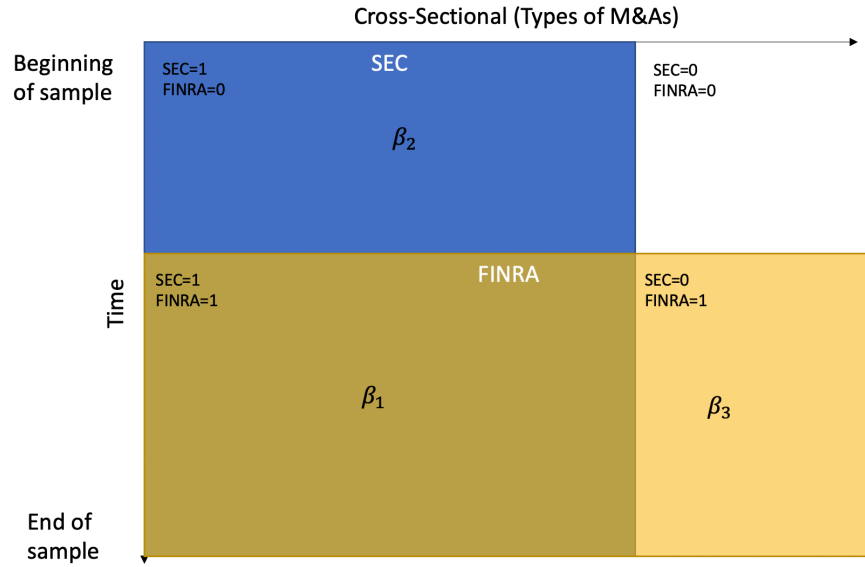 Cross-Sectional (Types of M&As)
Beginning
of sample
SEC=1
FINRA=0
SEC
SEC=0
FINRA=0
β₂
Time
SEC=1
FINRA=1
FINRA
SEC=0
FINRA=1
β₁
β₃
End of
sample